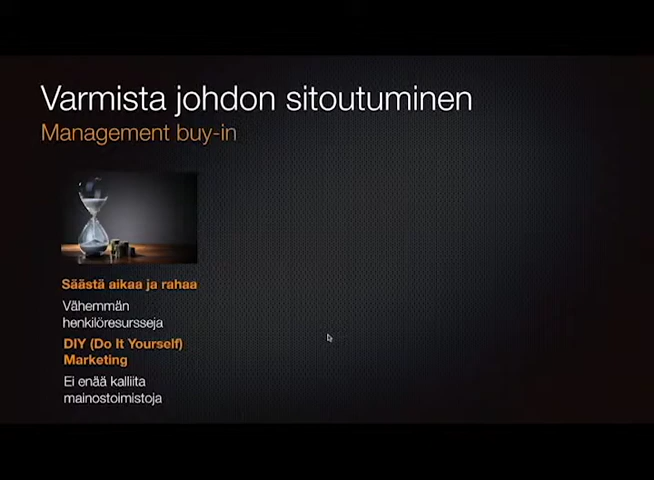 Varmista johdon sitoutuminen
Management buy-in
Säästä aikaa ja rahaa
Vähemmän
henkilöresursseja
DIY (Do It Yourself)
Marketing
Ei enää kalliita
mainostoimistoja